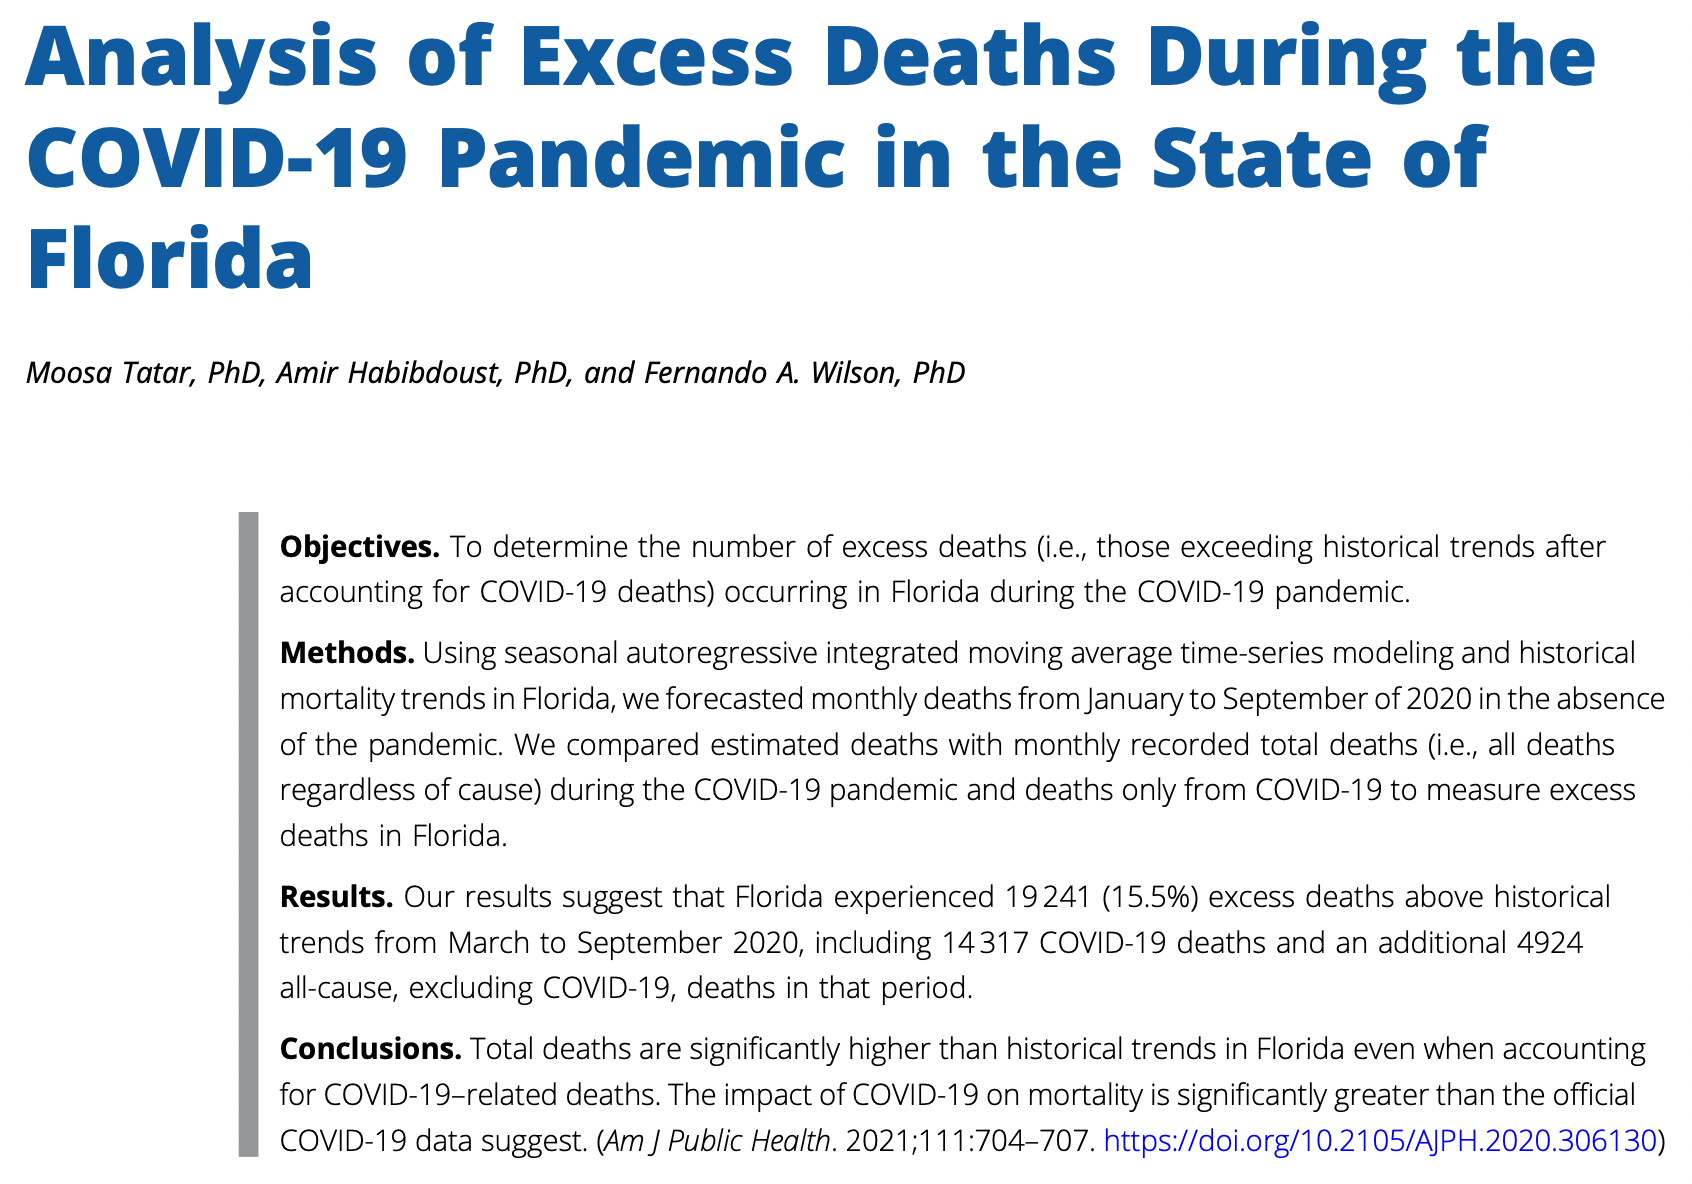 Analysis of Excess Deaths During the
COVID-19 Pandemic in the State of
Florida
Moosa Tatar, PhD, Amir Habibdoust, PhD, and Fernando A. Wilson, PhD
Objectives. To determine the number of excess deaths (i.e., those exceeding historical trends after
accounting for COVID-19 deaths) occurring in Florida during the COVID-19 pandemic.
Methods. Using seasonal autoregressive integrated moving average time-series modeling and historical
mortality trends in Florida, we forecasted monthly deaths from January to September of 2020 in the absence
of the pandemic. We compared estimated deaths with monthly recorded total deaths (i.e., all deaths
regardless of cause) during the COVID-19 pandemic and deaths only from COVID-19 to measure excess
deaths in Florida.
Results. Our results suggest that Florida experienced 19 241 (15.5%) excess deaths above historical
trends from March to September 2020, including 14 317 COVID-19 deaths and an additional 4924
all-cause, excluding COVID-19, deaths in that period.
Conclusions. Total deaths are significantly higher than historical trends in Florida even when accounting
for COVID-19–related deaths. The impact of COVID-19 on mortality is significantly greater than the official
COVID-19 data suggest. (Am J Public Health. 2021;111:704–707. https://doi.org/10.2105/AJPH.2020.306130)